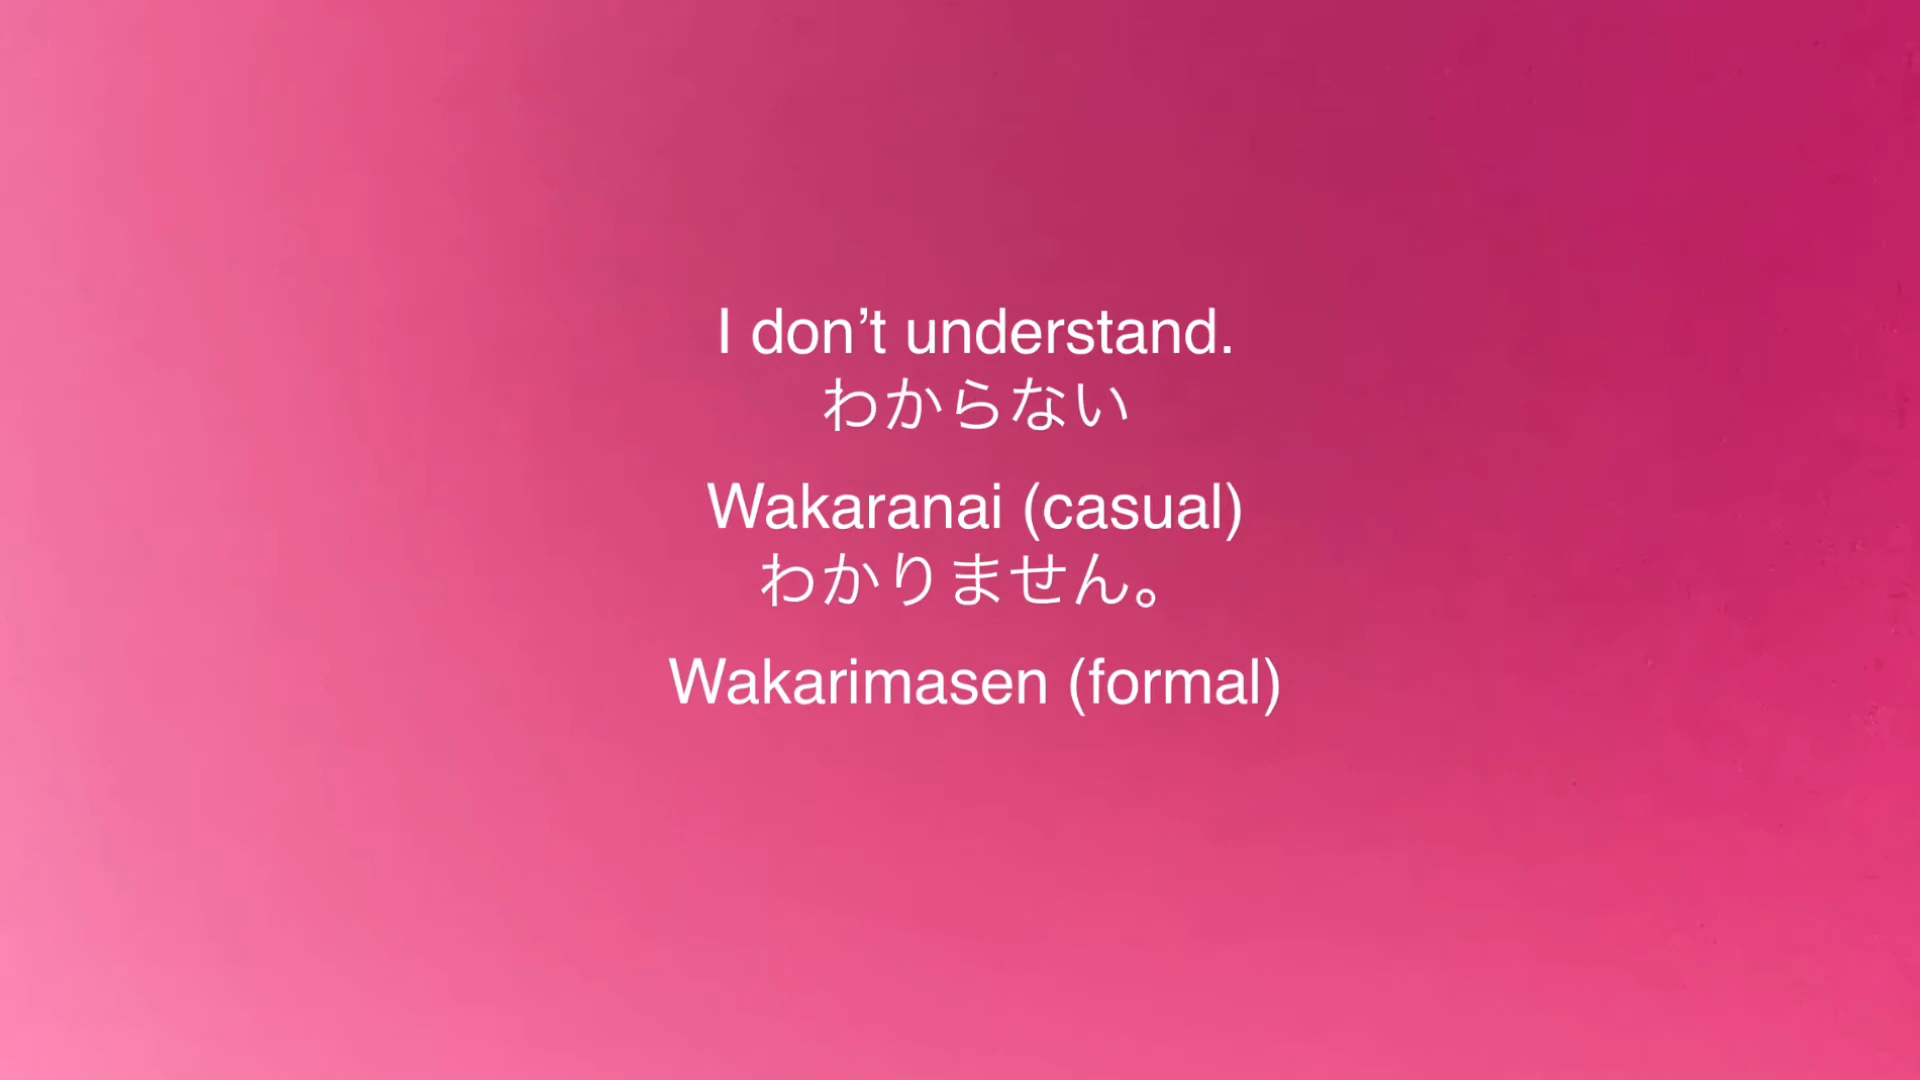 I don’t understand.
わからない
Wakaranai (casual)
わかりません。
Wakarimasen (formal)